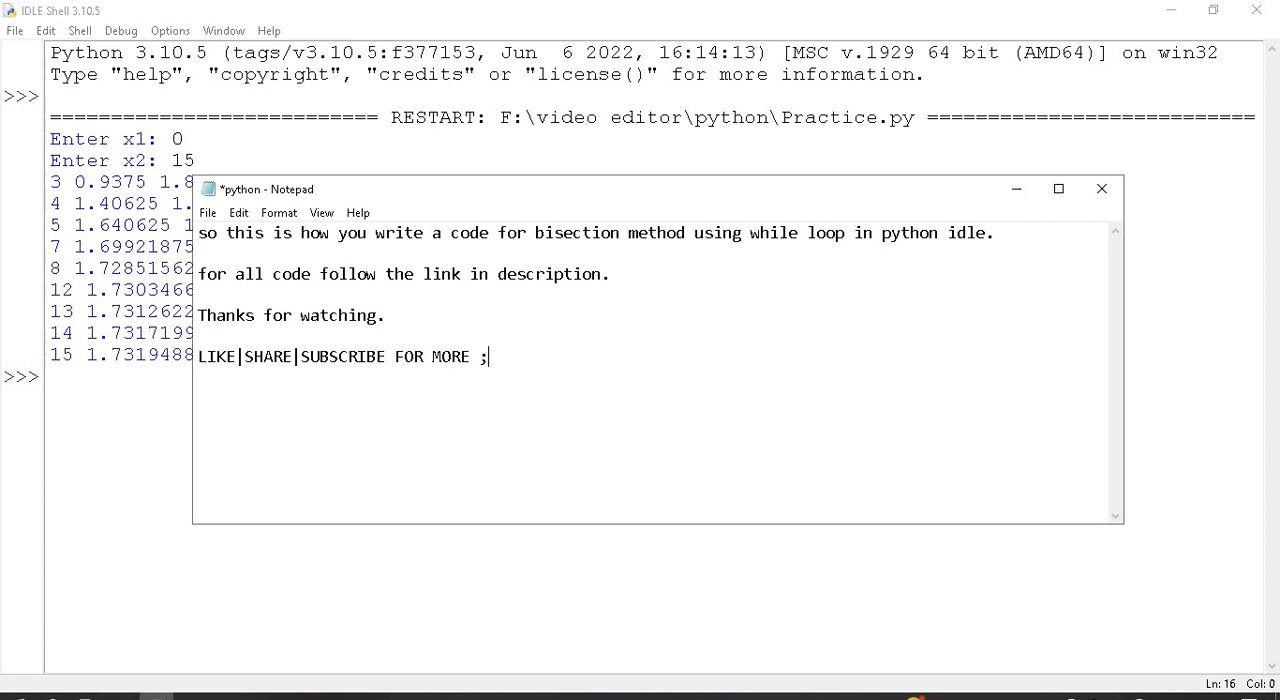 IDLE Shell 3.10.5
File Edit Shell Debug Options Window Help
Python 3.10.5 (tags/v3.10.5:f377153, Jun  6 2022, 16:14:13) [MSC v.1929 64 bit (AMD64)] on win32
Type "help", "copyright", "credits" or "license()" for more information.
>>>
=========================== RESTART: F:\video editor\python\Practice.py ===========================
Enter x1: 0
Enter x2: 15
3 0.9375 1.8
4 1.40625 1.
5 1.640625 1
7 1.69921875
8 1.72851562
12 1.7303466
13 1.7312622
14 1.7317199
15 1.7319488
>>>
*python - Notepad
File Edit Format View Help
so this is how you write a code for bisection method using while loop in python idle.
for all code follow the link in description.
Thanks for watching.
LIKE|SHARE|SUBSCRIBE FOR MORE ;
Ln: 16 Col: 0